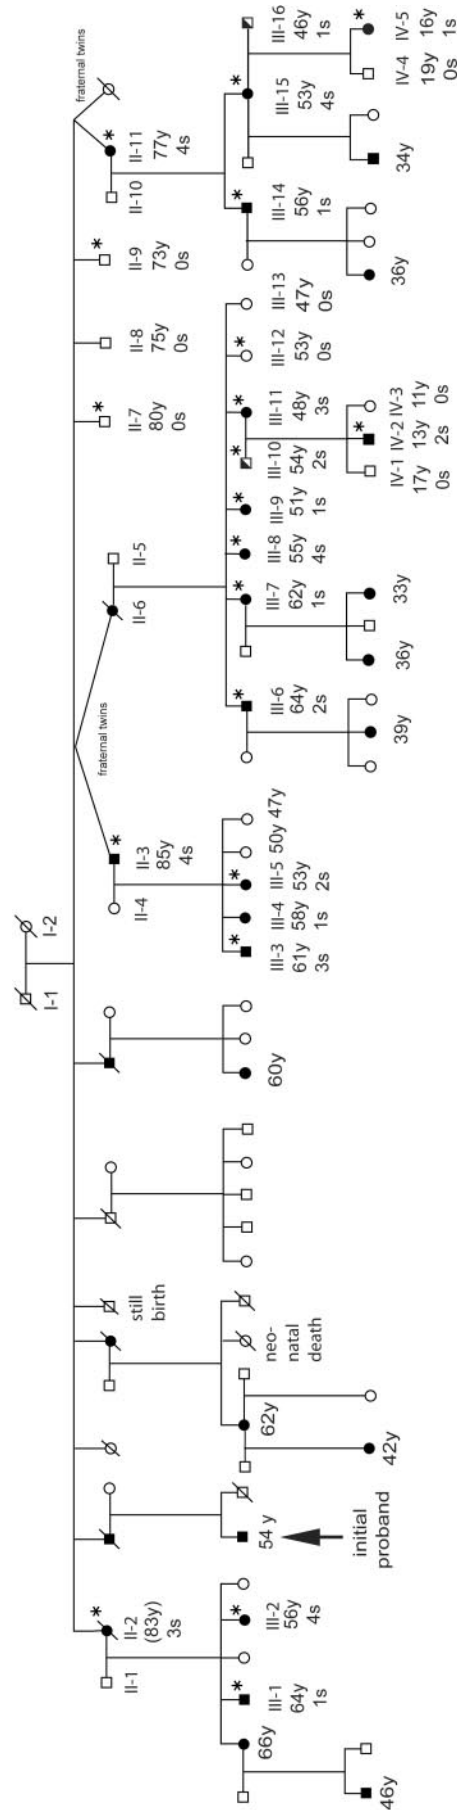 I-1
I-2
II-1
*
II-2
(83y)
3s
still
birth
II-4
*
II-3
85y
4s
fraternal twins
II-6
II-5
*
II-7
80y
0s
II-8
75y
0s
*
II-9
73y
0s
II-10
*
II-11
77y
4s
fraternal twins
66y
*
III-1
64y
1s
*
III-2
56y
4s
54 y
initial
proband
62y
neo-
natal
death
60y
*
III-3
61y
3s
III-4
58y
1s
*
III-5
53y
2s
50y
47y
*
III-6
64y
2s
*
III-7
62y
1s
*
III-8
55y
4s
*
III-9
51y
1s
*
III-10
54y
2s
*
III-11
48y
3s
*
III-12
53y
0s
III-13
47y
0s
*
III-14
56y
1s
*
III-15
53y
4s
III-16
46y
1s
46y
42y
39y
36y
33y
IV-1
17y
0s
*
IV-2
13y
2s
IV-3
11y
0s
36y
34y
IV-4
19y
0s
*
IV-5
16y
1s